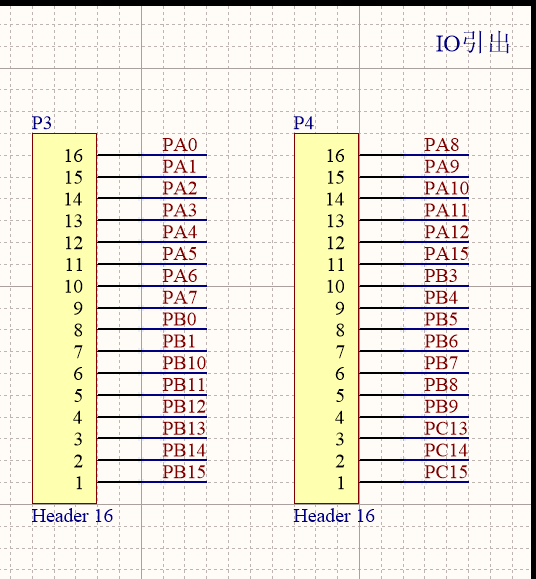 IO引出
P3
16 PA0
15 PA1
14 PA2
13 PA3
12 PA4
11 PA5
10 PA6
9 PA7
8 PB0
7 PB1
6 PB10
5 PB11
4 PB12
3 PB13
2 PB14
1 PB15
Header 16
P4
16 PA8
15 PA9
14 PA10
13 PA11
12 PA12
11 PA15
10 PB3
9 PB4
8 PB5
7 PB6
6 PB7
5 PB8
4 PB9
3 PC13
2 PC14
1 PC15
Header 16